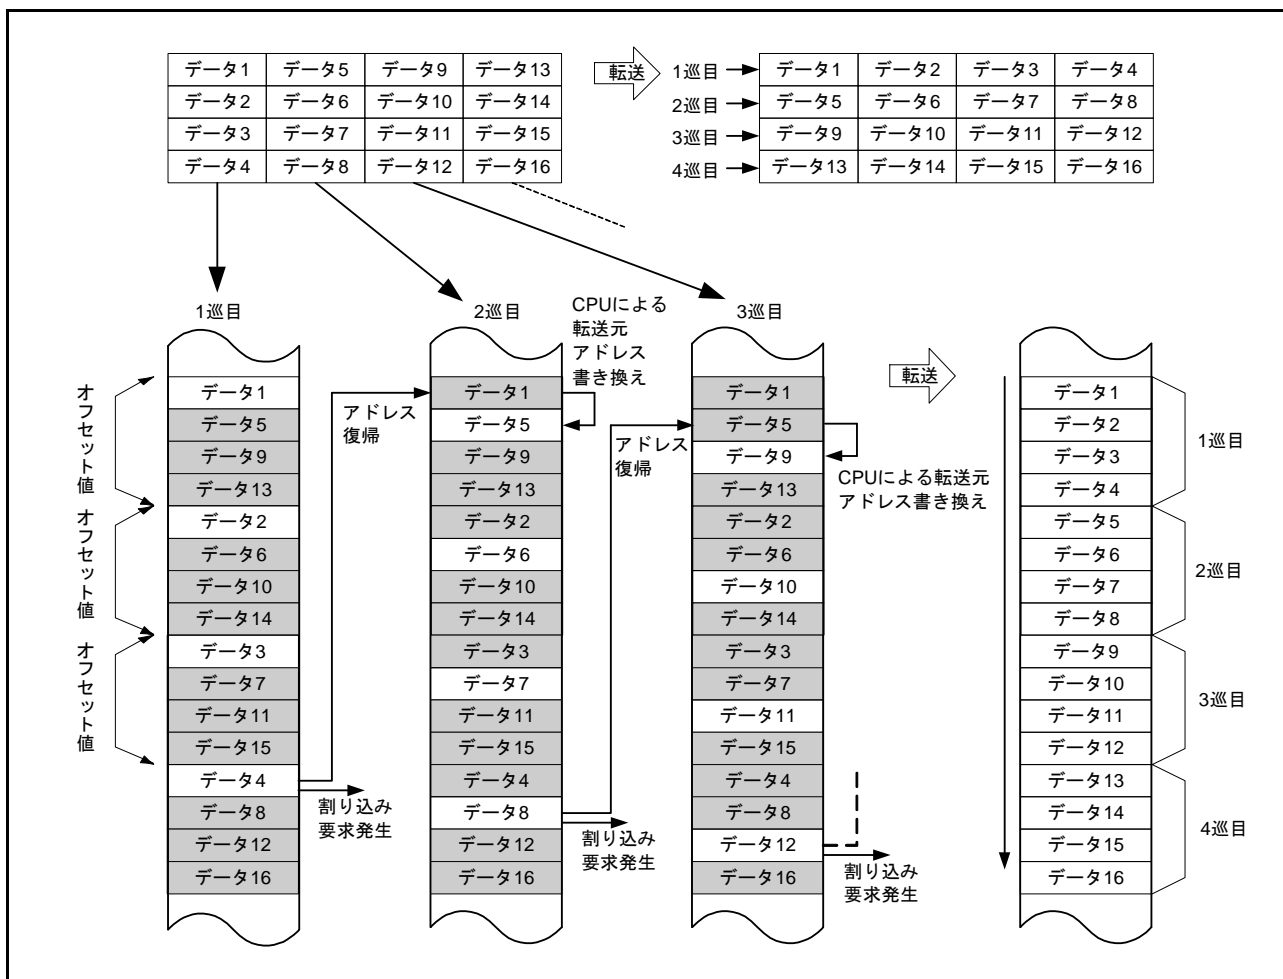 データ1 データ5 データ9 データ13
データ2 データ6 データ10 データ14
データ3 データ7 データ11 データ15
データ4 データ8 データ12 データ16
転送
1巡目 データ1 データ2 データ3 データ4
2巡目 データ5 データ6 データ7 データ8
3巡目 データ9 データ10 データ11 データ12
4巡目 データ13 データ14 データ15 データ16
1巡目
オフセット値
オフセット値
オフセット値
データ1
データ5
データ9
データ13
データ2
データ6
データ10
データ14
データ3
データ7
データ11
データ15
データ4
データ8
データ12
データ16
アドレス
復帰
割り込み
要求発生
2巡目
CPUによる
転送元
アドレス
書き換え
データ1
データ5
データ9
データ13
データ2
データ6
データ10
データ14
データ3
データ7
データ11
データ15
データ4
データ8
データ12
データ16
アドレス
復帰
割り込み
要求発生
3巡目
データ1
データ5
データ9
データ13
データ2
データ6
データ10
データ14
データ3
データ7
データ11
データ15
データ4
データ8
データ12
データ16
CPUによる転送元
アドレス書き換え
割り込み
要求発生
転送
データ1
データ2
データ3
データ4
データ5
データ6
データ7
データ8
データ9
データ10
データ11
データ12
データ13
データ14
データ15
データ16
1巡目
2巡目
3巡目
4巡目